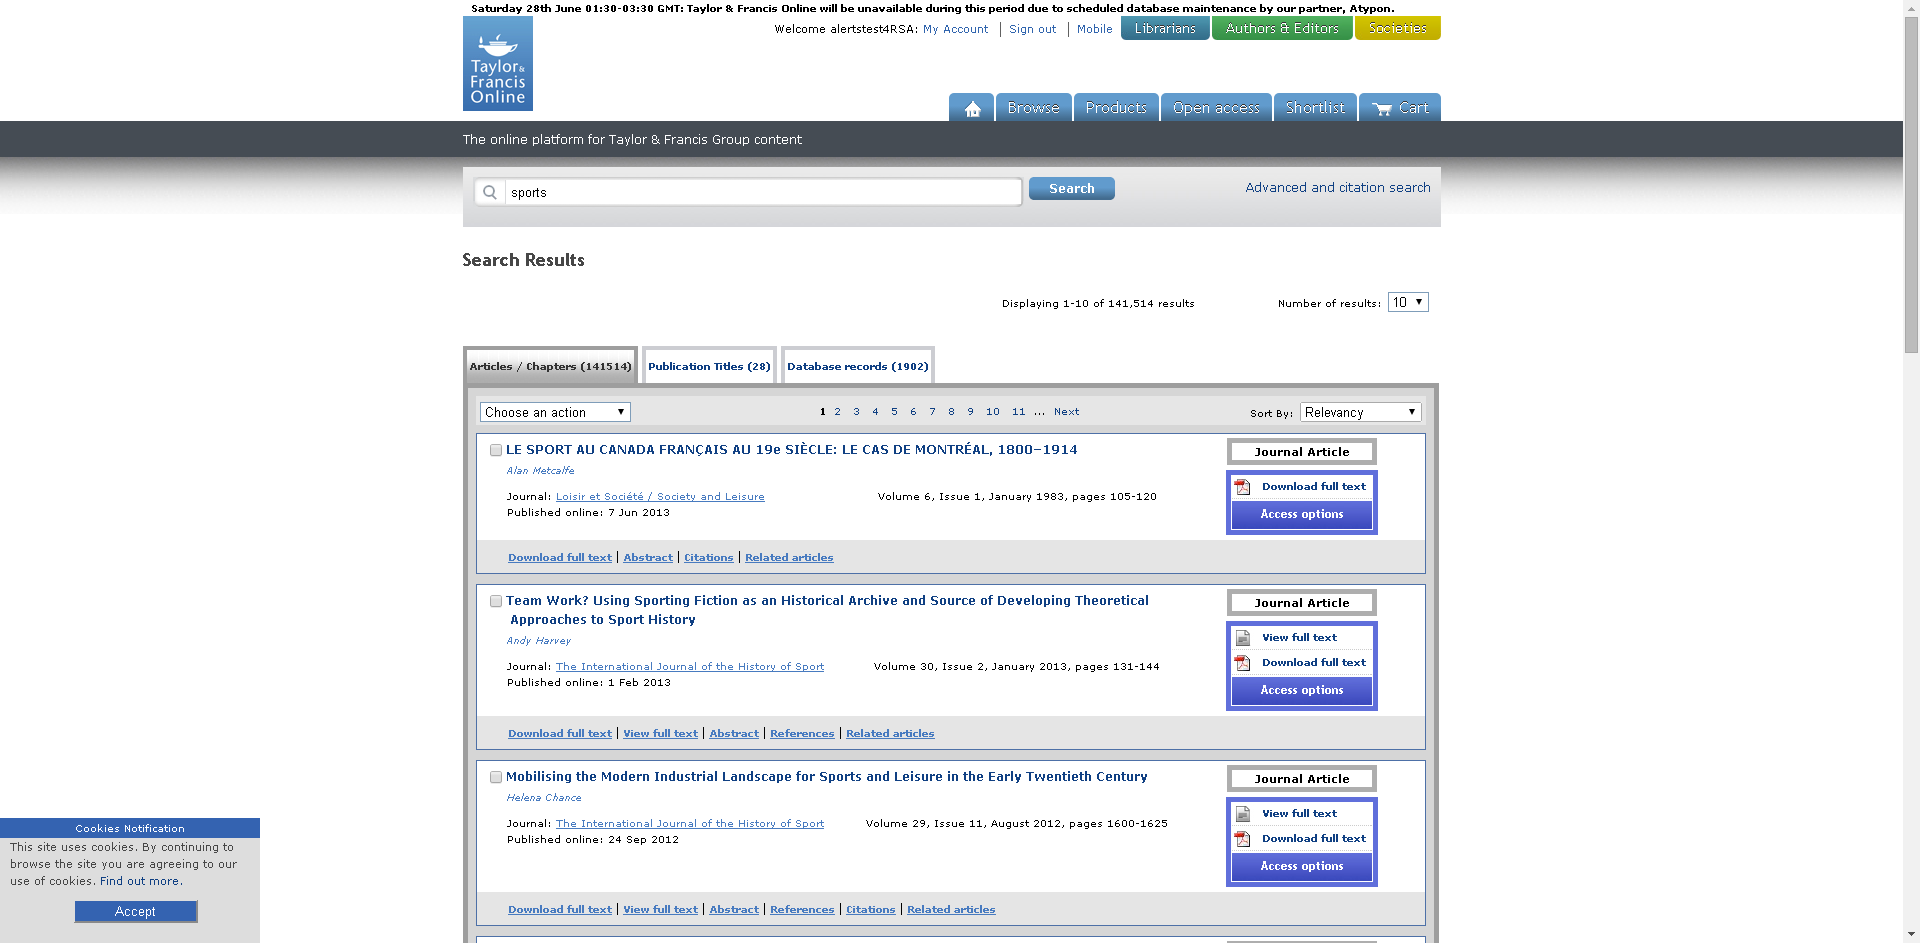 Saturday 28th June 01:30-03:30 GMT: Taylor & Francis Online will be unavailable during this period due to scheduled database maintenance by our partner, Atypon.
Welcome alertstest4RSA: My Account | Sign out | Mobile Librarians Authors & Editors Societies
Taylor &
Francis
Online
Browse Products Open access Shortlist Cart
The online platform for Taylor & Francis Group content
sports Search Advanced and citation search
Search Results
Displaying 1-10 of 141,514 results Number of results: 10
Articles / Chapters (141514) Publication Titles (28) Database records (1902)
Choose an action 1 2 3 4 5 6 7 8 9 10 11 ... Next Sort By: Relevancy
LE SPORT AU CANADA FRANÇAIS AU 19e SIÈCLE: LE CAS DE MONTRÉAL, 1800–1914
Alan Metcalfe
Journal: Loisir et Société / Society and Leisure Volume 6, Issue 1, January 1983, pages 105-120
Published online: 7 Jun 2013
Journal Article
Download full text
Access options
Download full text | Abstract | Citations | Related articles
Team Work? Using Sporting Fiction as an Historical Archive and Source of Developing Theoretical
Approaches to Sport History
Andy Harvey
Journal: The International Journal of the History of Sport Volume 30, Issue 2, January 2013, pages 131-144
Published online: 1 Feb 2013
Journal Article
View full text
Download full text
Access options
Download full text | View full text | Abstract | References | Related articles
Mobilising the Modern Industrial Landscape for Sports and Leisure in the Early Twentieth Century
Helena Chance
Journal: The International Journal of the History of Sport Volume 29, Issue 11, August 2012, pages 1600-1625
Published online: 24 Sep 2012
Journal Article
View full text
Download full text
Access options
Download full text | View full text | Abstract | References | Citations | Related articles
Cookies Notification
This site uses cookies. By continuing to
browse the site you are agreeing to our
use of cookies. Find out more.
Accept